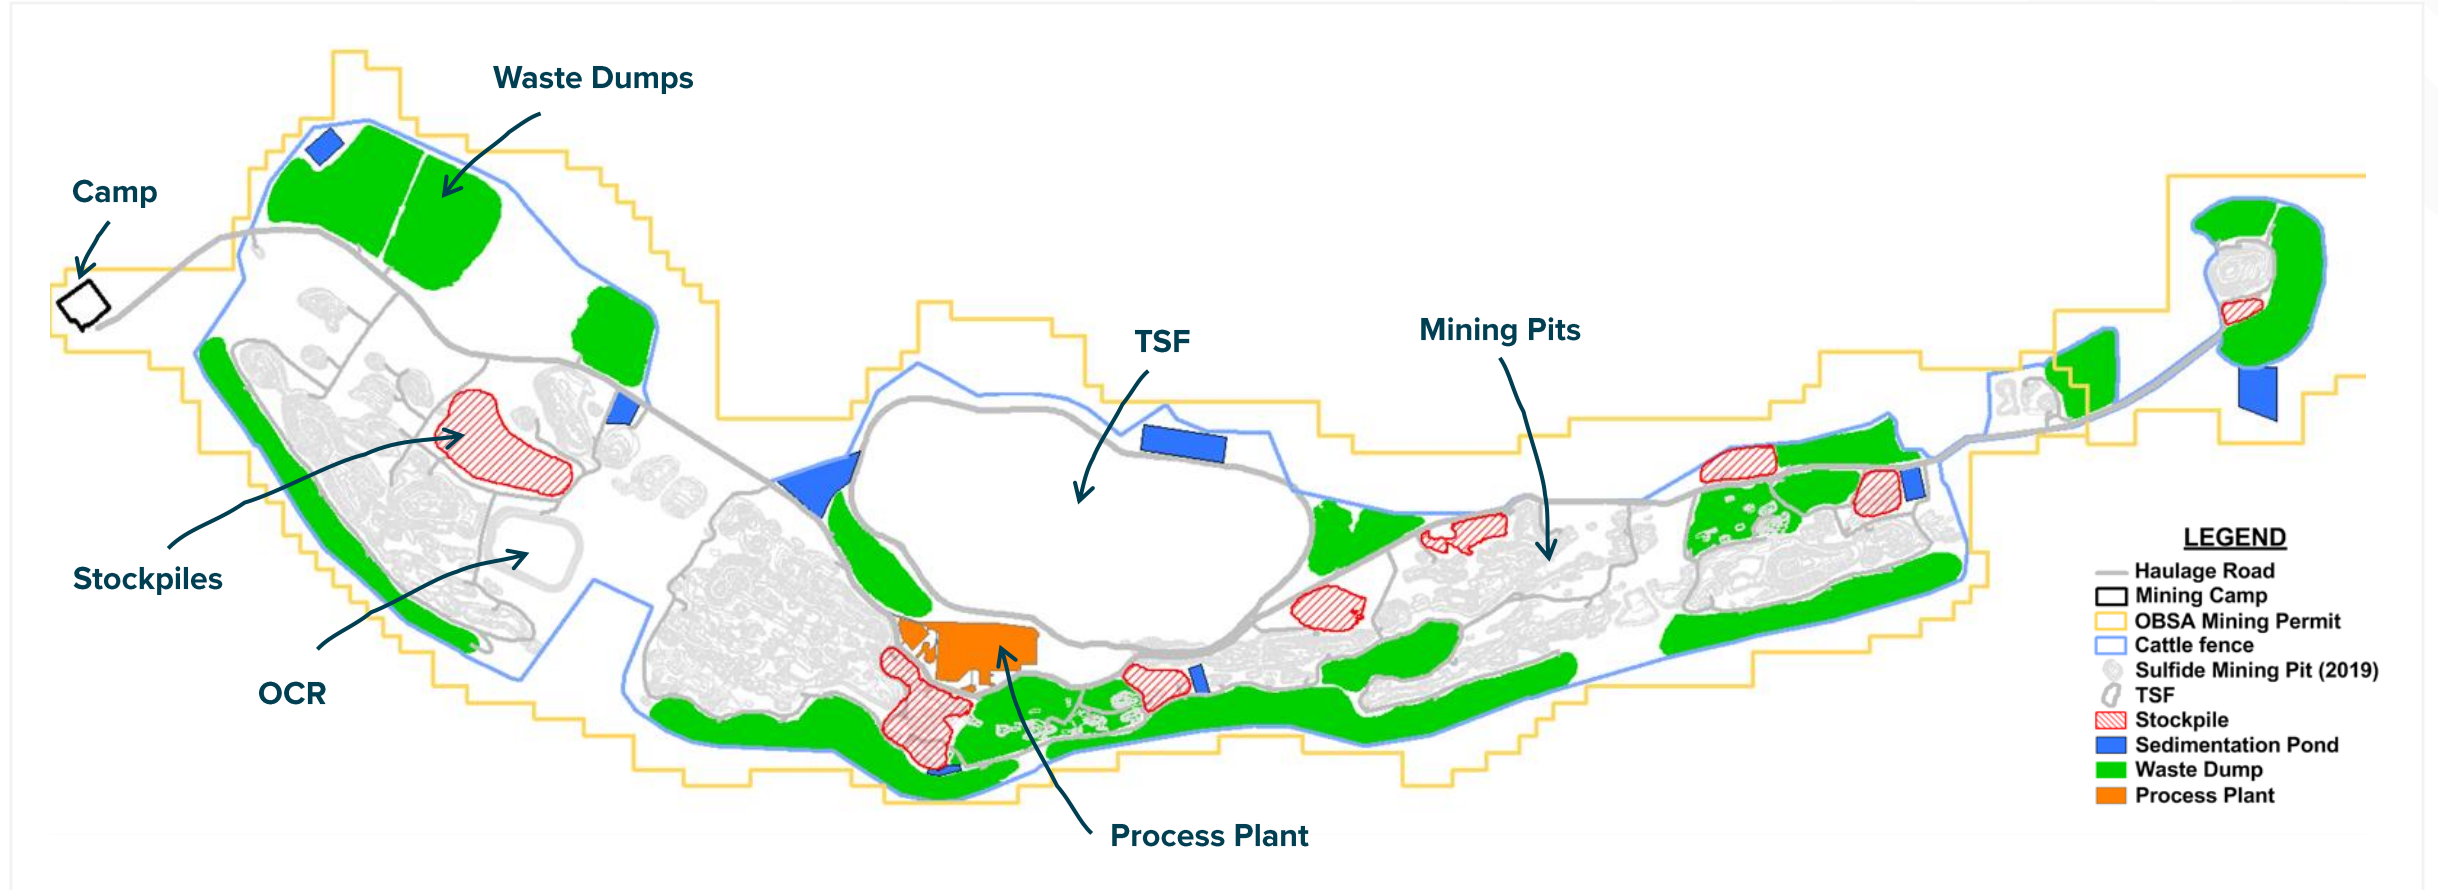 Waste Dumps
Camp
TSF
Mining Pits
Stockpiles
OCR
Process Plant
LEGEND
Haulage Road
Mining Camp
OBSA Mining Permit
Cattle fence
Sulfide Mining Pit (2019)
TSF
Stockpile
Sedimentation Pond
Waste Dump
Process Plant